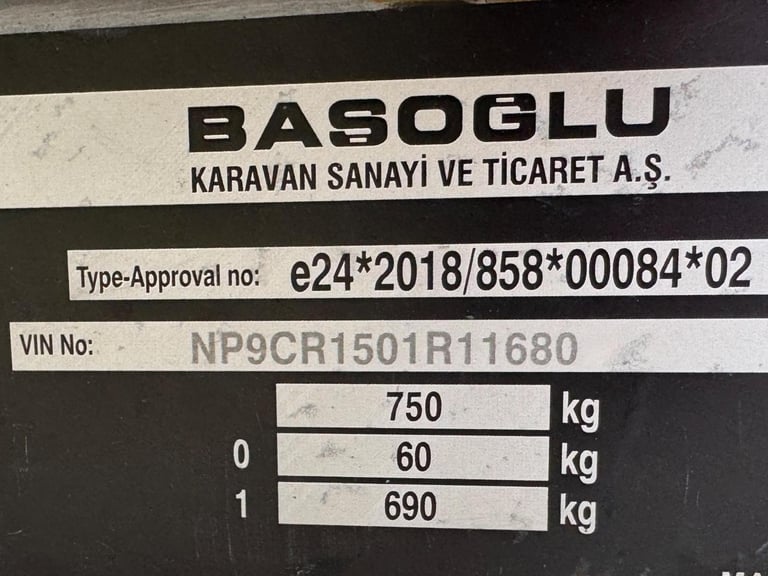 BAŞOĞLU
KARAVAN SANAYİ VE TİCARET A.Ş.
Type-Approval no: e24*2018/858*00084*02
VIN No: NP9CR1501R11680
750 kg
0 60 kg
1 690 kg